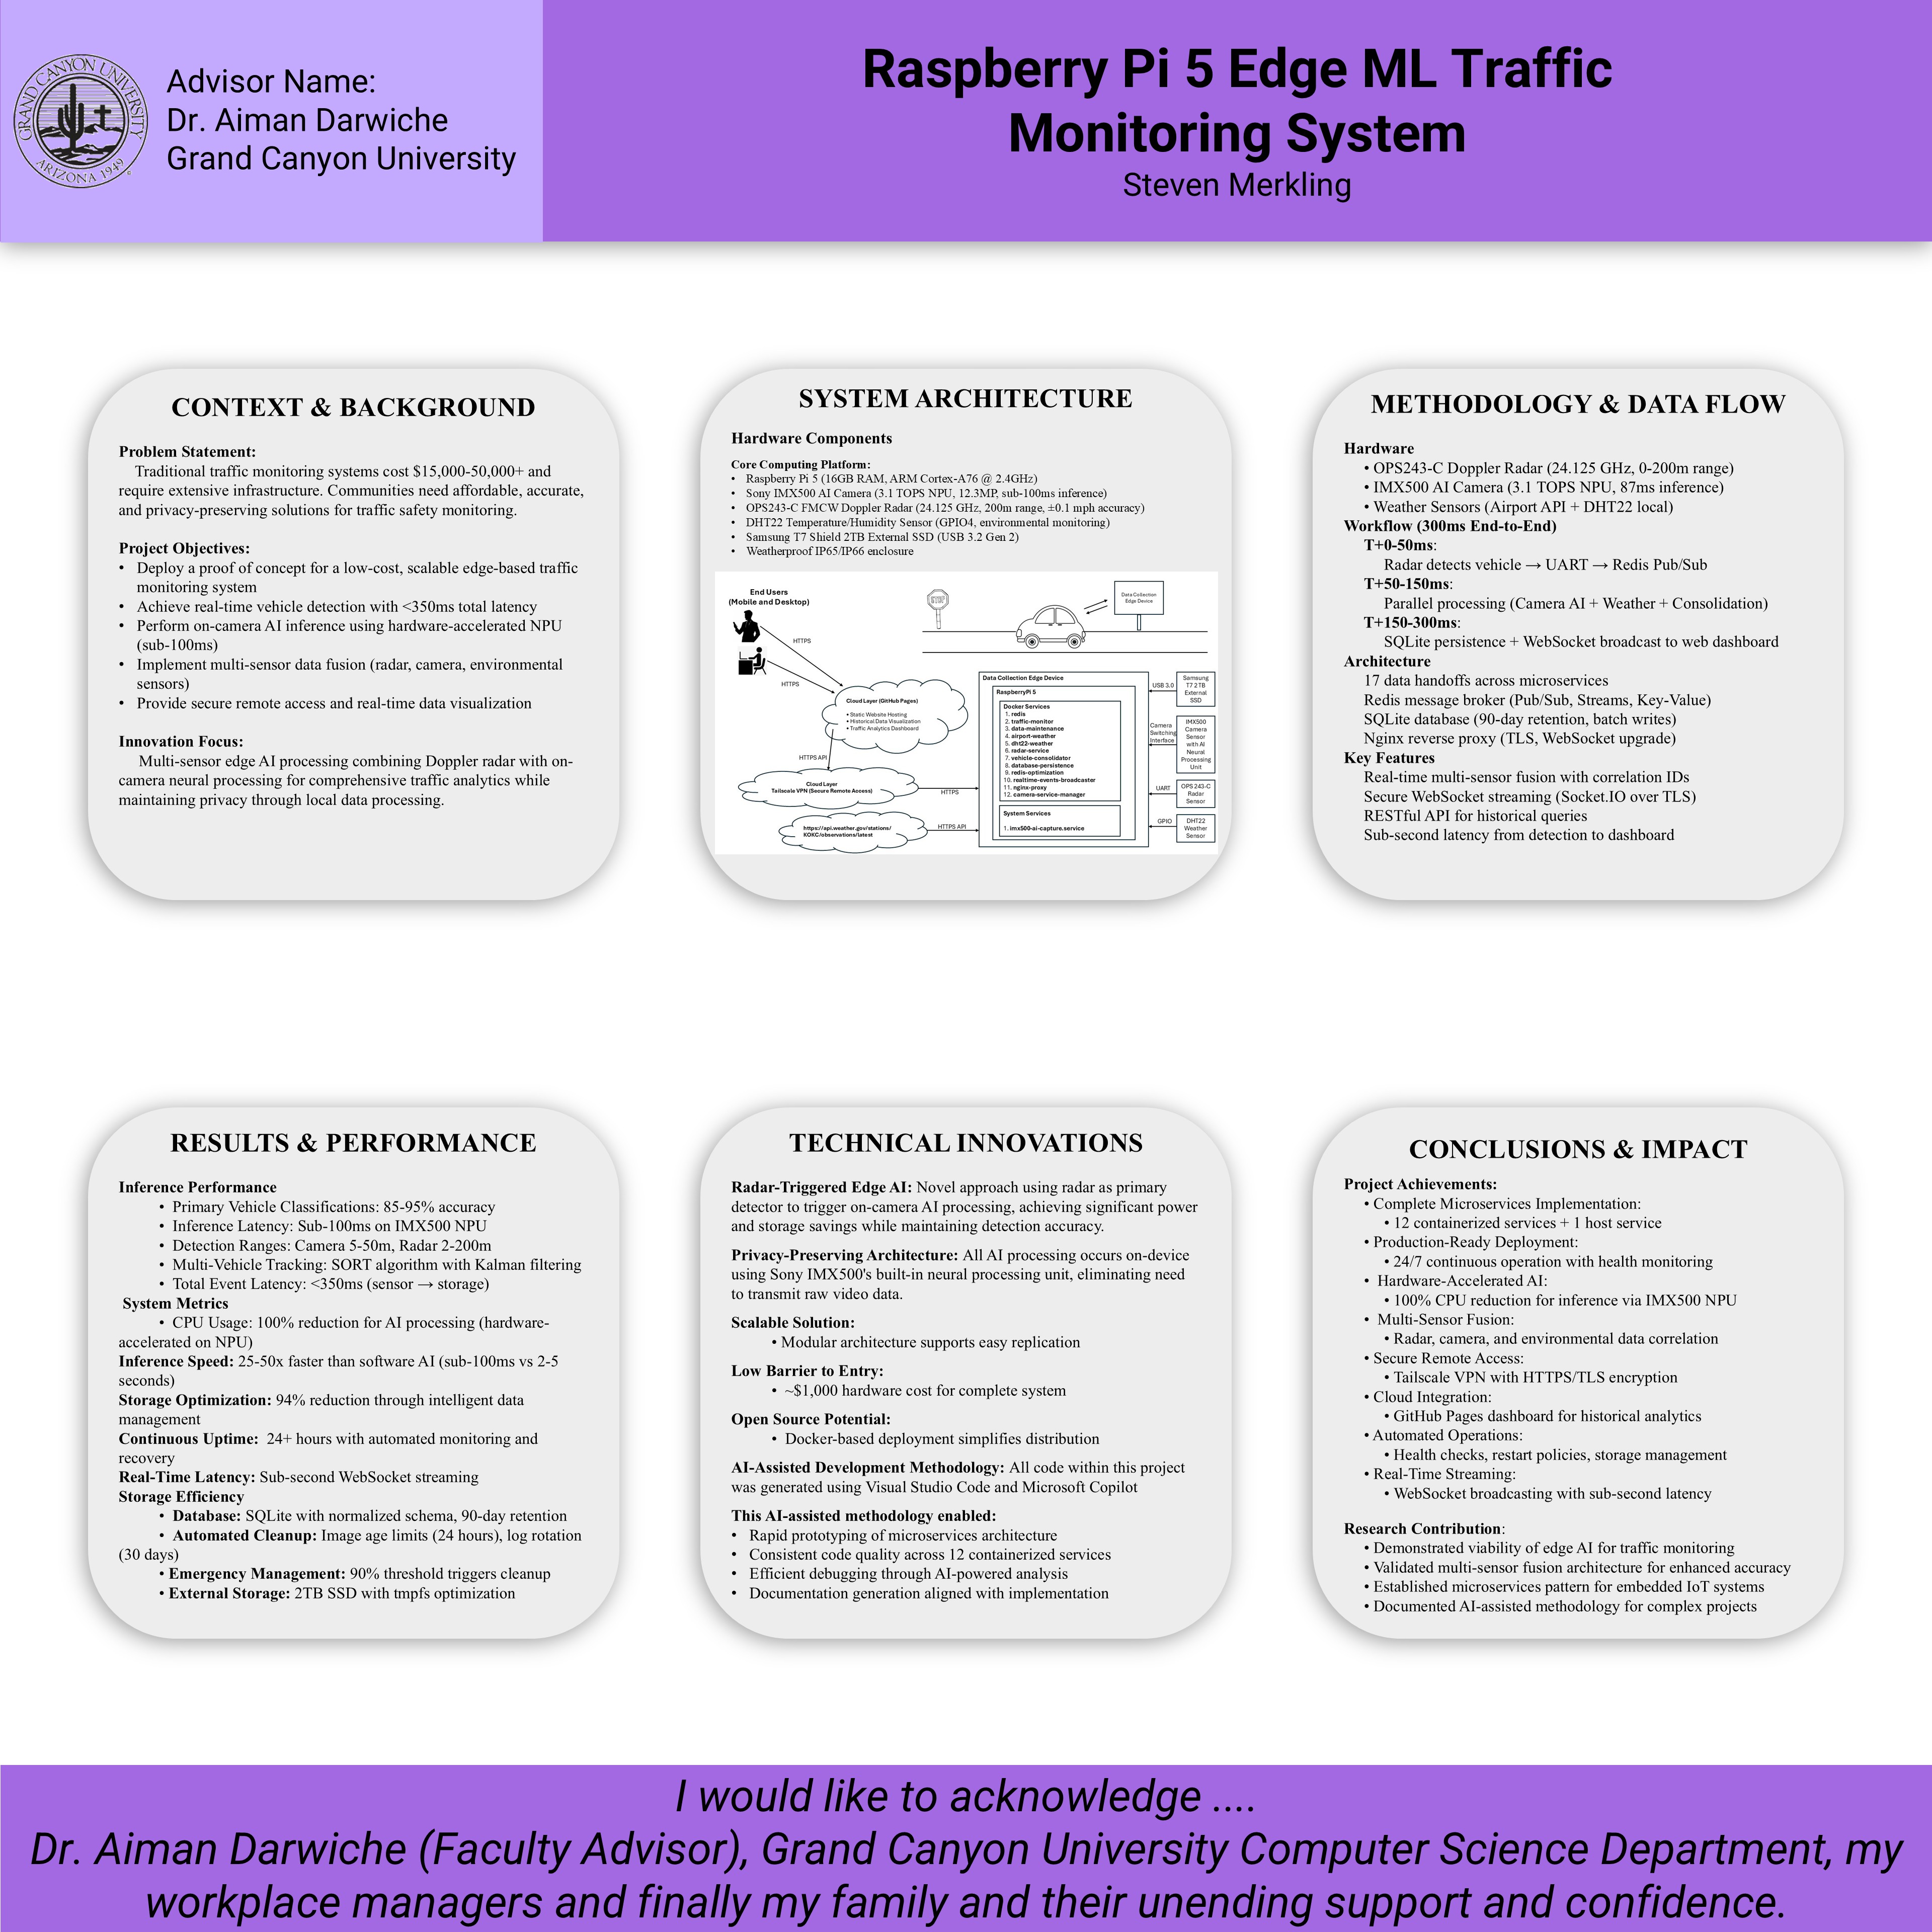 GRAND CANYON UNIVERSITY
ARIZONA 1949
Advisor Name:
Dr. Aiman Darwiche
Grand Canyon University
Raspberry Pi 5 Edge ML Traffic
Monitoring System
Steven Merkling
CONTEXT & BACKGROUND
Problem Statement:
Traditional traffic monitoring systems cost $15,000-50,000+ and
require extensive infrastructure. Communities need affordable, accurate,
and privacy-preserving solutions for traffic safety monitoring.
Project Objectives:
• Deploy a proof of concept for a low-cost, scalable edge-based traffic
monitoring system
• Achieve real-time vehicle detection with <350ms total latency
• Perform on-camera AI inference using hardware-accelerated NPU
(sub-100ms)
• Implement multi-sensor data fusion (radar, camera, environmental
sensors)
• Provide secure remote access and real-time data visualization
Innovation Focus:
Multi-sensor edge AI processing combining Doppler radar with on-
camera neural processing for comprehensive traffic analytics while
maintaining privacy through local data processing.
SYSTEM ARCHITECTURE
Hardware Components
Core Computing Platform:
• Raspberry Pi 5 (16GB RAM, ARM Cortex-A76 @ 2.4GHz)
• Sony IMX500 AI Camera (3.1 TOPS NPU, 12.3MP, sub-100ms inference)
• OPS243-C FMCW Doppler Radar (24.125 GHz, 200m range, ±0.1 mph accuracy)
• DHT22 Temperature/Humidity Sensor (GPIO4, environmental monitoring)
• Samsung T7 Shield 2TB External SSD (USB 3.2 Gen 2)
• Weatherproof IP65/IP66 enclosure
End Users
(Mobile and Desktop)
HTTPS
HTTPS
STOP
Data Collection
Edge Device
Cloud Layer (GitHub Pages)
• Static Website Hosting
• Historical Data Visualization
• Traffic Analytics Dashboard
HTTPS API
Cloud Layer
Tailscale VPN (Secure Remote Access)
HTTPS
https://api.weather.gov/stations/
KOKC/observations/latest
HTTPS API
Data Collection Edge Device
RaspberryPi 5
Docker Services
1. redis
2. traffic-monitor
3. data-maintenance
4. airport-weather
5. dht22-weather
6. radar-service
7. vehicle-consolidator
8. database-persistence
9. redis-optimization
10. realtime-events-broadcaster
11. nginx-proxy
12. camera-service-manager
System Services
1. imx500-ai-capture.service
USB 3.0
Samsung
T7 2TB
External
SSD
Camera
Switching
Interface
IMX500
Camera
Sensor
with AI
Neural
Processing
Unit
UART
OPS 243-C
Radar
Sensor
GPIO
DHT22
Weather
Sensor
METHODOLOGY & DATA FLOW
Hardware
• OPS243-C Doppler Radar (24.125 GHz, 0-200m range)
• IMX500 AI Camera (3.1 TOPS NPU, 87ms inference)
• Weather Sensors (Airport API + DHT22 local)
Workflow (300ms End-to-End)
T+0-50ms:
Radar detects vehicle → UART → Redis Pub/Sub
T+50-150ms:
Parallel processing (Camera AI + Weather + Consolidation)
T+150-300ms:
SQLite persistence + WebSocket broadcast to web dashboard
Architecture
17 data handoffs across microservices
Redis message broker (Pub/Sub, Streams, Key-Value)
SQLite database (90-day retention, batch writes)
Nginx reverse proxy (TLS, WebSocket upgrade)
Key Features
Real-time multi-sensor fusion with correlation IDs
Secure WebSocket streaming (Socket.IO over TLS)
RESTful API for historical queries
Sub-second latency from detection to dashboard
RESULTS & PERFORMANCE
Inference Performance
• Primary Vehicle Classifications: 85-95% accuracy
• Inference Latency: Sub-100ms on IMX500 NPU
• Detection Ranges: Camera 5-50m, Radar 2-200m
• Multi-Vehicle Tracking: SORT algorithm with Kalman filtering
• Total Event Latency: <350ms (sensor → storage)
System Metrics
• CPU Usage: 100% reduction for AI processing (hardware-
accelerated on NPU)
Inference Speed: 25-50x faster than software AI (sub-100ms vs 2-5
seconds)
Storage Optimization: 94% reduction through intelligent data
management
Continuous Uptime: 24+ hours with automated monitoring and
recovery
Real-Time Latency: Sub-second WebSocket streaming
Storage Efficiency
• Database: SQLite with normalized schema, 90-day retention
• Automated Cleanup: Image age limits (24 hours), log rotation
(30 days)
• Emergency Management: 90% threshold triggers cleanup
• External Storage: 2TB SSD with tmpfs optimization
TECHNICAL INNOVATIONS
Radar-Triggered Edge AI: Novel approach using radar as primary
detector to trigger on-camera AI processing, achieving significant power
and storage savings while maintaining detection accuracy.
Privacy-Preserving Architecture: All AI processing occurs on-device
using Sony IMX500's built-in neural processing unit, eliminating need
to transmit raw video data.
Scalable Solution:
• Modular architecture supports easy replication
Low Barrier to Entry:
• ~$1,000 hardware cost for complete system
Open Source Potential:
• Docker-based deployment simplifies distribution
AI-Assisted Development Methodology: All code within this project
was generated using Visual Studio Code and Microsoft Copilot
This AI-assisted methodology enabled:
• Rapid prototyping of microservices architecture
• Consistent code quality across 12 containerized services
• Efficient debugging through AI-powered analysis
• Documentation generation aligned with implementation
CONCLUSIONS & IMPACT
Project Achievements:
• Complete Microservices Implementation:
• 12 containerized services + 1 host service
• Production-Ready Deployment:
• 24/7 continuous operation with health monitoring
• Hardware-Accelerated AI:
• 100% CPU reduction for inference via IMX500 NPU
• Multi-Sensor Fusion:
• Radar, camera, and environmental data correlation
• Secure Remote Access:
• Tailscale VPN with HTTPS/TLS encryption
• Cloud Integration:
• GitHub Pages dashboard for historical analytics
• Automated Operations:
• Health checks, restart policies, storage management
• Real-Time Streaming:
• WebSocket broadcasting with sub-second latency
Research Contribution:
• Demonstrated viability of edge AI for traffic monitoring
• Validated multi-sensor fusion architecture for enhanced accuracy
• Established microservices pattern for embedded IoT systems
• Documented AI-assisted methodology for complex projects
I would like to acknowledge ....
Dr. Aiman Darwiche (Faculty Advisor), Grand Canyon University Computer Science Department, my
workplace managers and finally my family and their unending support and confidence.